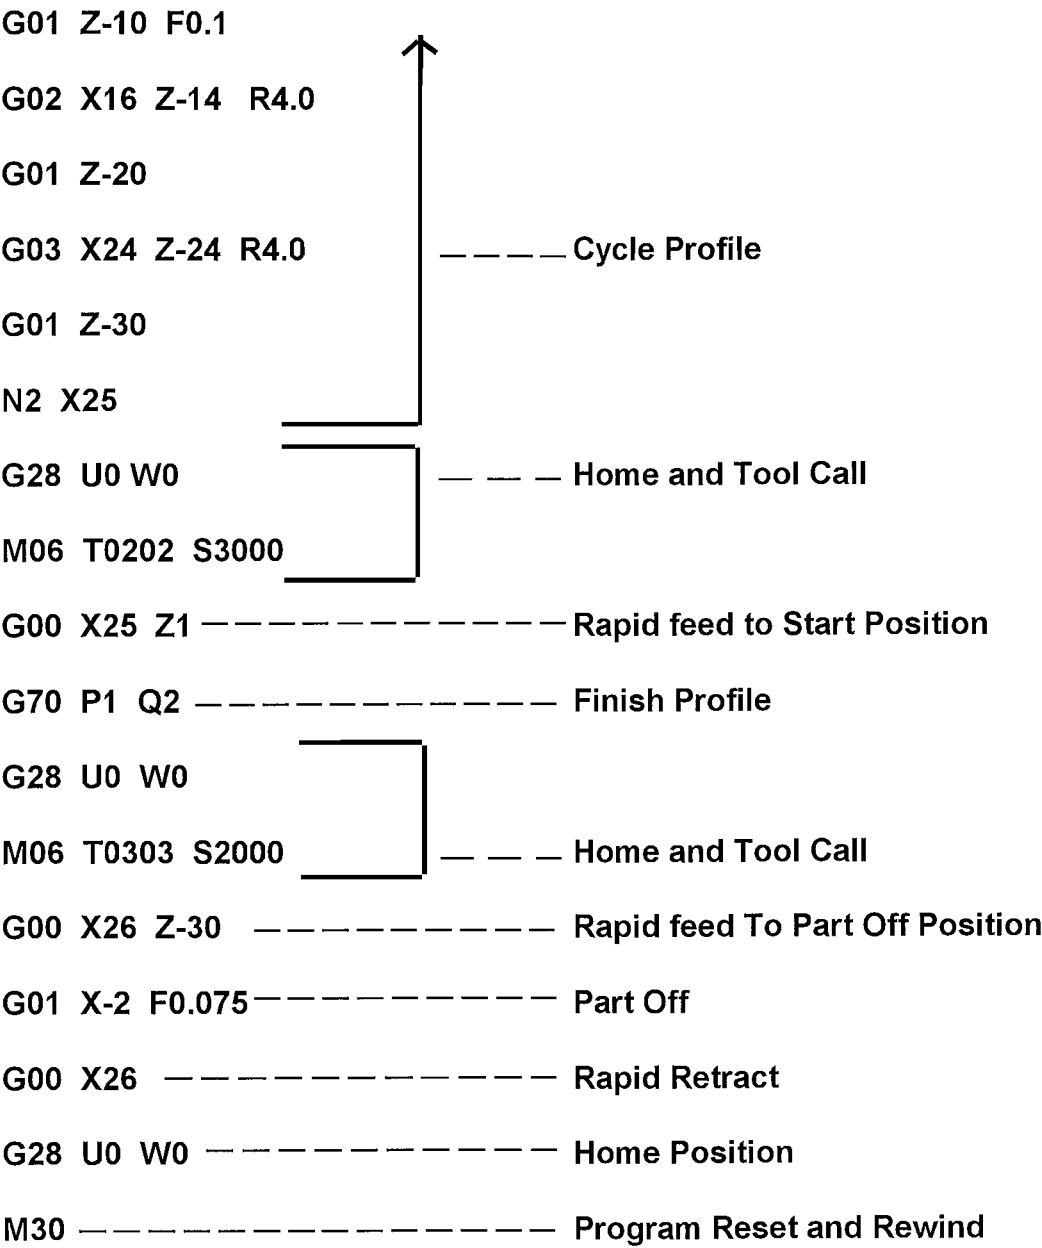 G01 Z-10 F0.1
G02 X16 Z-14 R4.0
G01 Z-20
G03 X24 Z-24 R4.0 Cycle Profile
G01 Z-30
N2 X25
G28 U0 W0 Home and Tool Call
M06 T0202 S3000
G00 X25 Z1 Rapid feed to Start Position
G70 P1 Q2 Finish Profile
G28 U0 W0
M06 T0303 S2000 Home and Tool Call
G00 X26 Z-30 Rapid feed To Part Off Position
G01 X-2 F0.075 Part Off
G00 X26 Rapid Retract
G28 U0 W0 Home Position
M30 Program Reset and Rewind